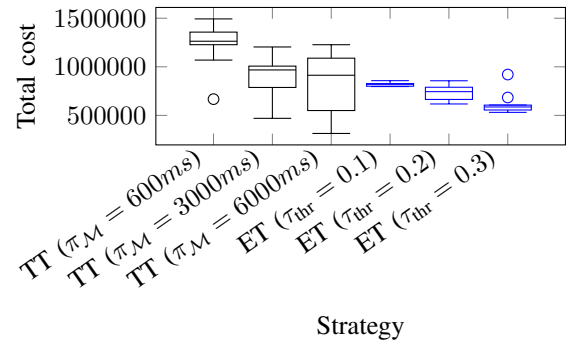 Total cost
1500000
1000000
500000
TT (π_M = 600ms)
TT (π_M = 3000ms)
TT (π_M = 6000ms)
ET (τ_thr = 0.1)
ET (τ_thr = 0.2)
ET (τ_thr = 0.3)
Strategy